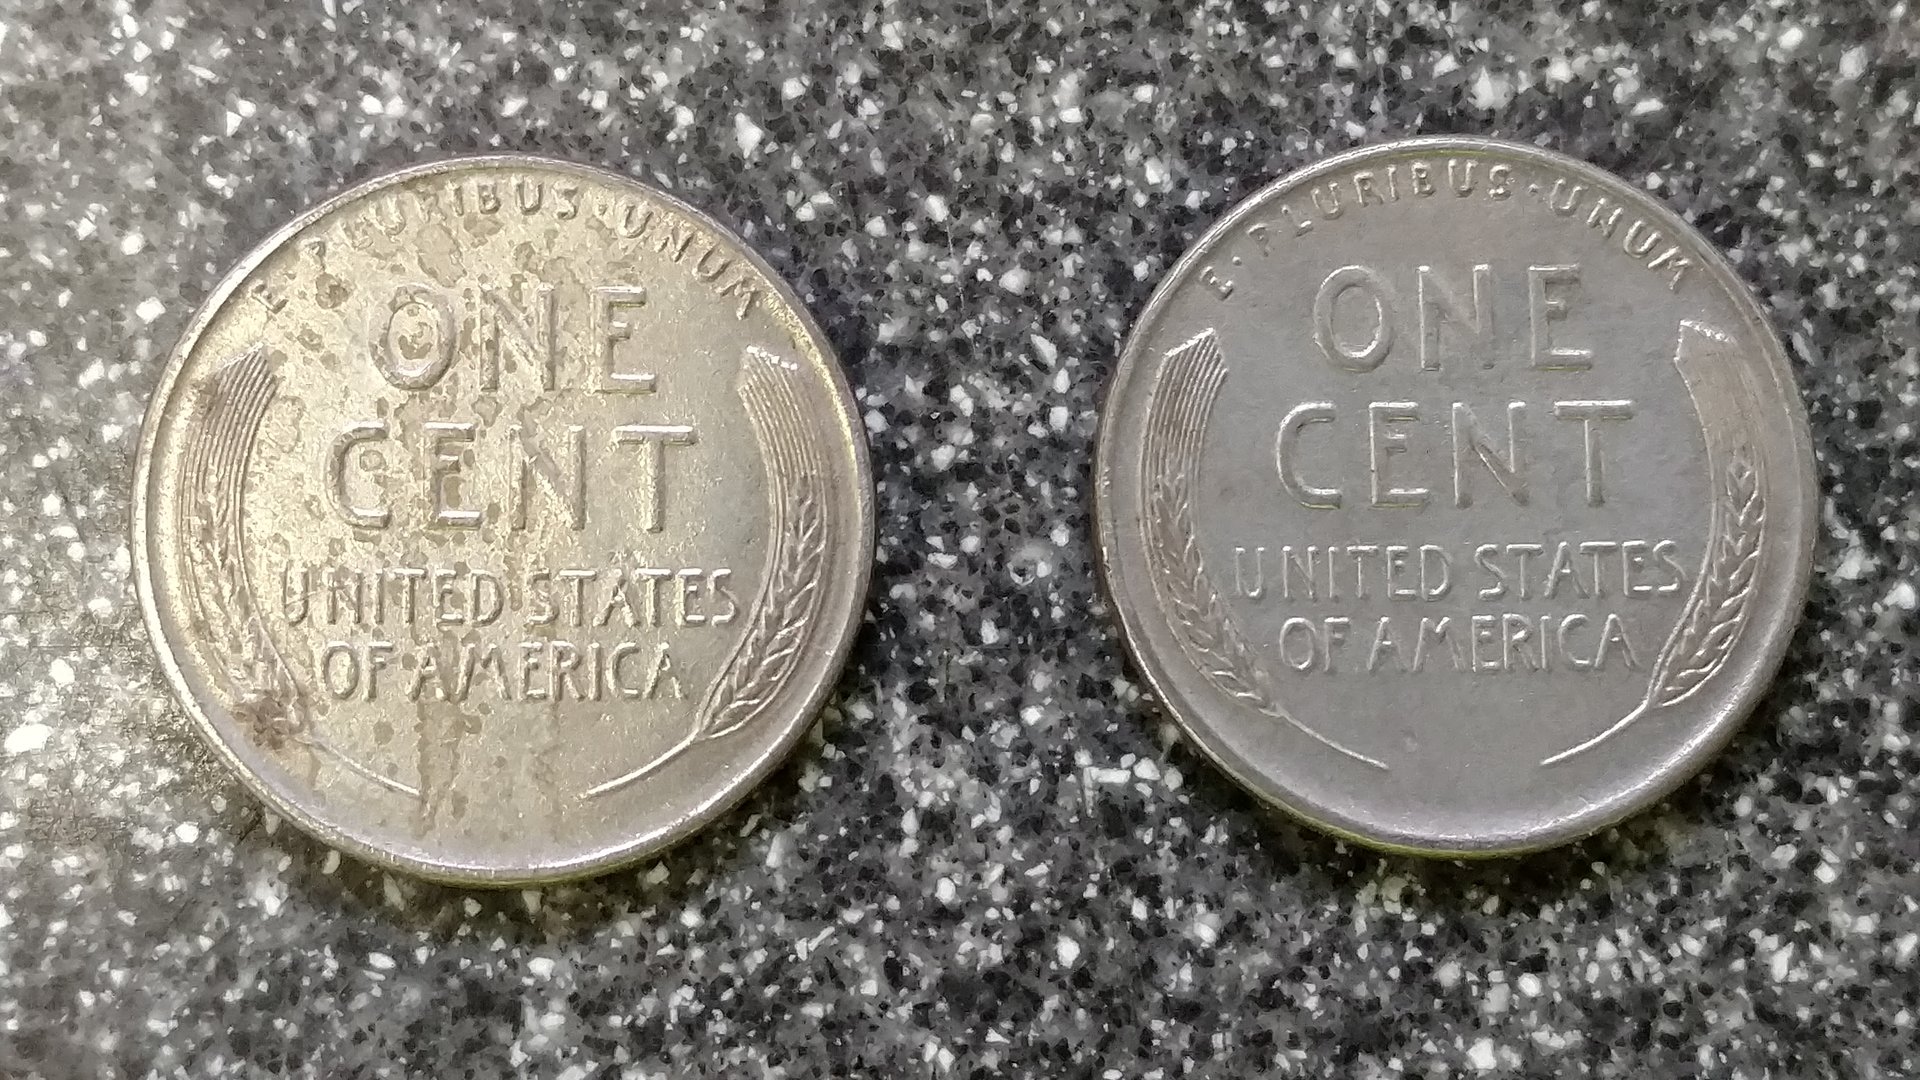 E PLURIBUS·UNUM
ONE
CENT
UNITED STATES
OF AMERICA
E·PLURIBUS·UNUM
ONE
CENT
UNITED STATES
OF AMERICA